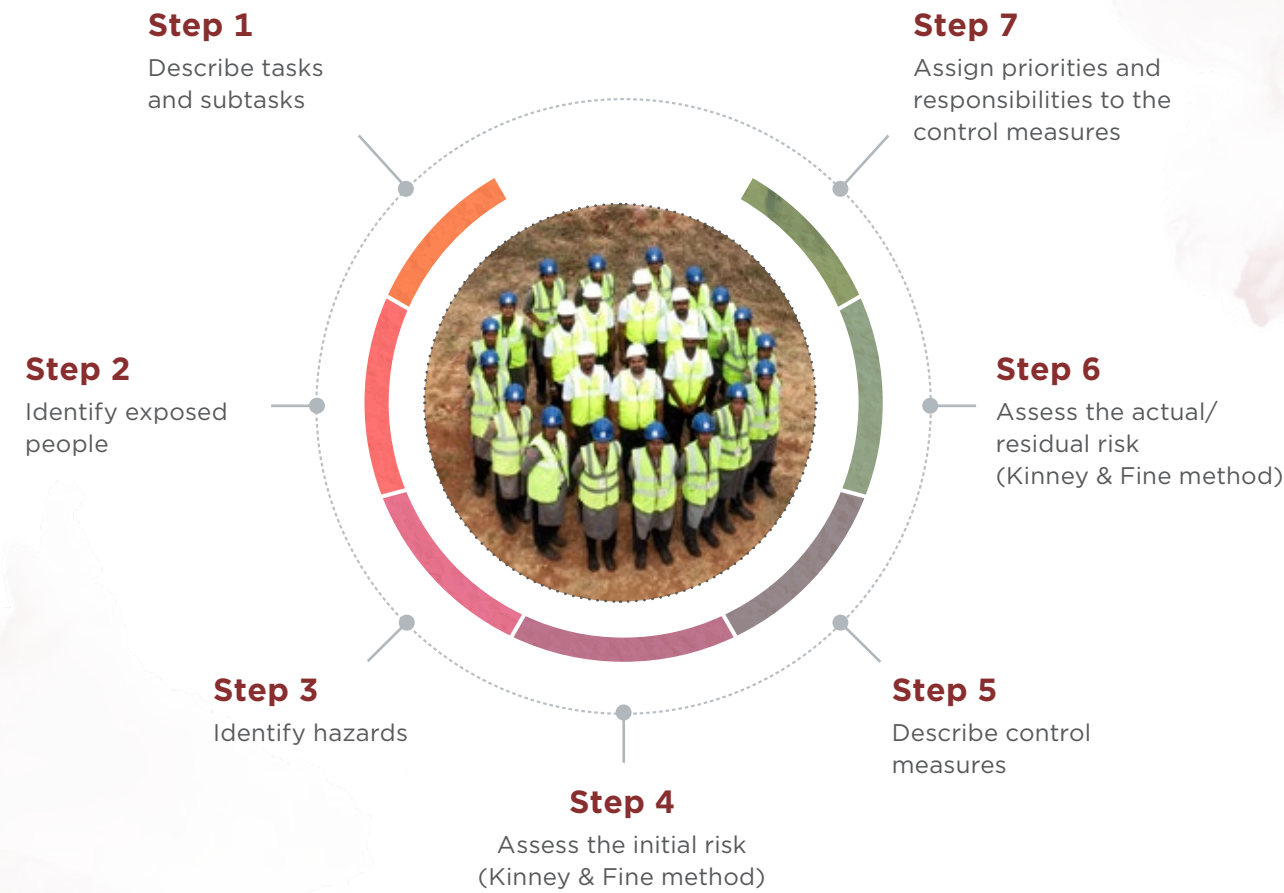 Step 1
Describe tasks
and subtasks
Step 2
Identify exposed
people
Step 3
Identify hazards
Step 4
Assess the initial risk
(Kinney & Fine method)
Step 5
Describe control
measures
Step 6
Assess the actual/
residual risk
(Kinney & Fine method)
Step 7
Assign priorities and
responsibilities to the
control measures